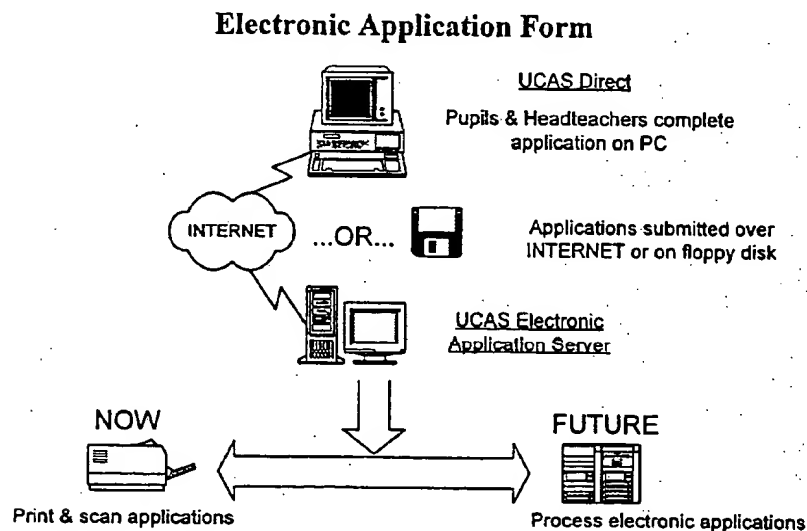 Electronic Application Form
UCAS Direct
Pupils & Headteachers complete
application on PC
INTERNET
...OR...
Applications submitted over
INTERNET or on floppy disk
UCAS Electronic
Application Server
NOW
FUTURE
Print & scan applications
Process electronic applications